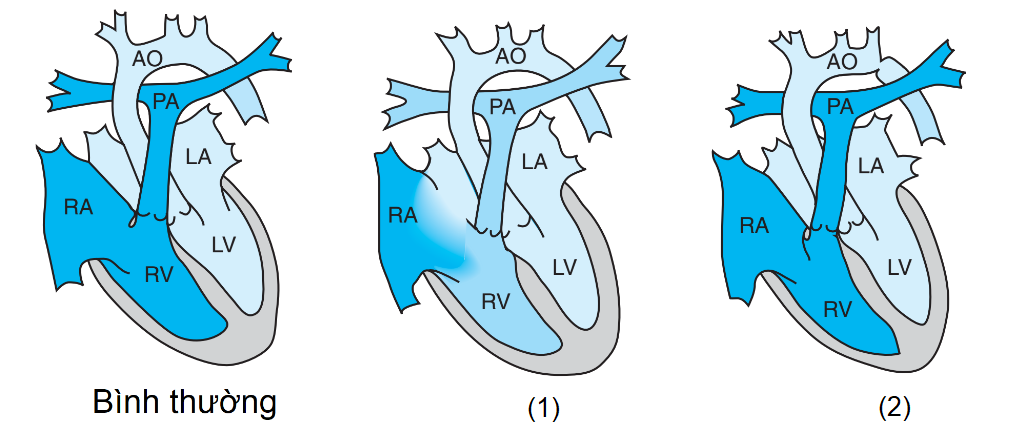 AO
PA
LA
RA
LV
RV
Bình thường
AO
PA
LA
RA
LV
RV
(1)
AO
PA
LA
RA
LV
RV
(2)